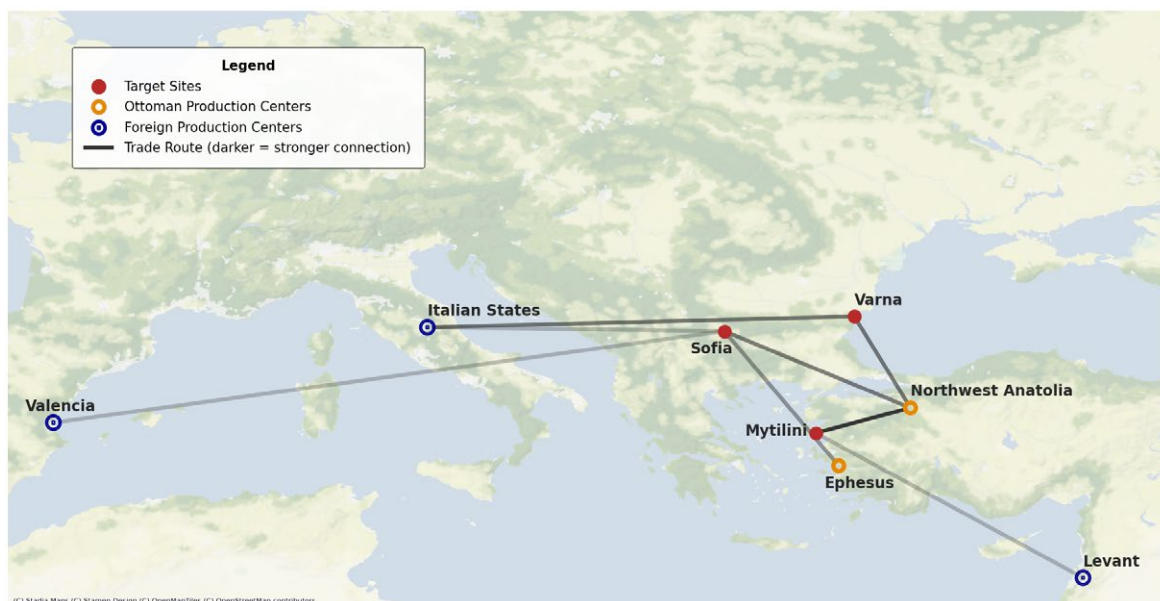 Legend
Target Sites
Ottoman Production Centers
Foreign Production Centers
Trade Route (darker = stronger connection)
Italian States
Varna
Sofia
Northwest Anatolia
Valencia
Mytilini
Ephesus
Levant
(C) Stadia Maps (C) Stamen Design (C) OpenMapTiles (C) OpenStreetMap contributors